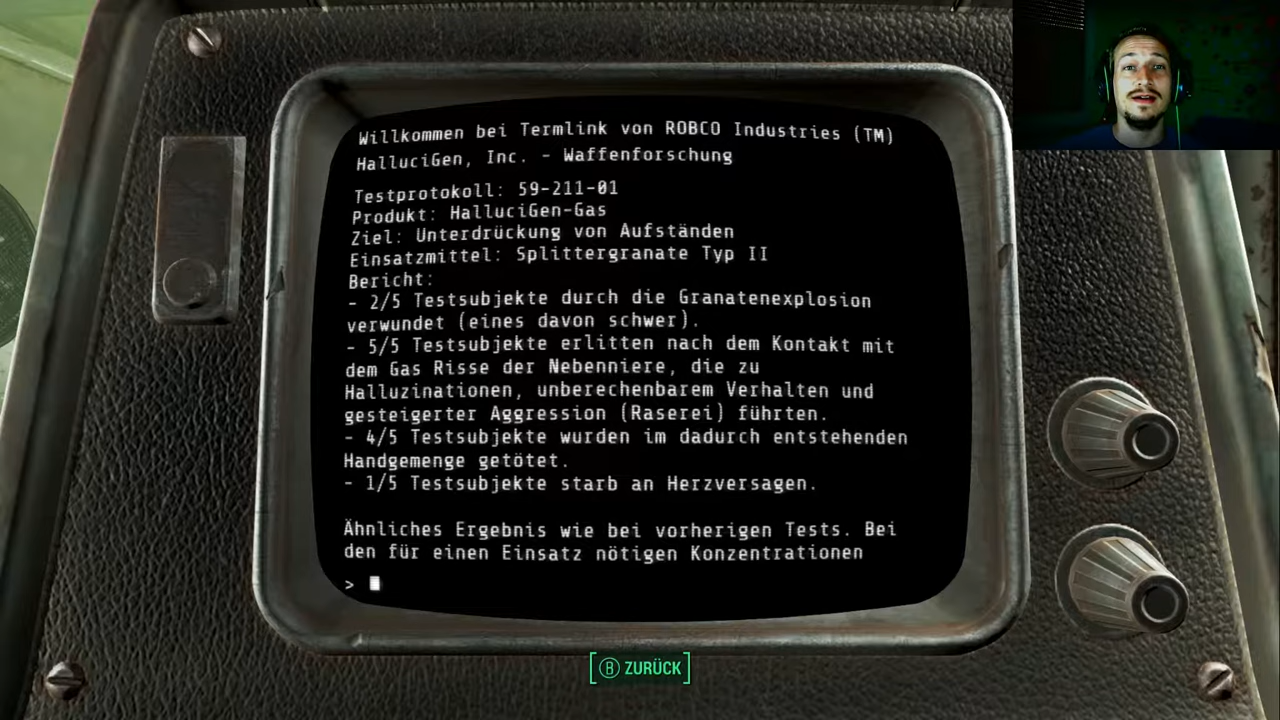 Willkommen bei Termlink von ROBCO Industries (TM)
HalluciGen, Inc. - Waffenforschung
Testprotokoll: 59-211-01
Produkt: HalluciGen-Gas
Ziel: Unterdrückung von Aufständen
Einsatzmittel: Splittergranate Typ II
Bericht:
- 2/5 Testsubjekte durch die Granatenexplosion
verwundet (eines davon schwer).
- 5/5 Testsubjekte erlitten nach dem Kontakt mit
dem Gas Risse der Nebenniere, die zu
Halluzinationen, unberechenbarem Verhalten und
gesteigerter Aggression (Raserei) führten.
- 4/5 Testsubjekte wurden im dadurch entstehenden
Handgemenge getötet.
- 1/5 Testsubjekte starb an Herzversagen.
Ähnliches Ergebnis wie bei vorherigen Tests. Bei
den für einen Einsatz nötigen Konzentrationen
>
B ZURÜCK